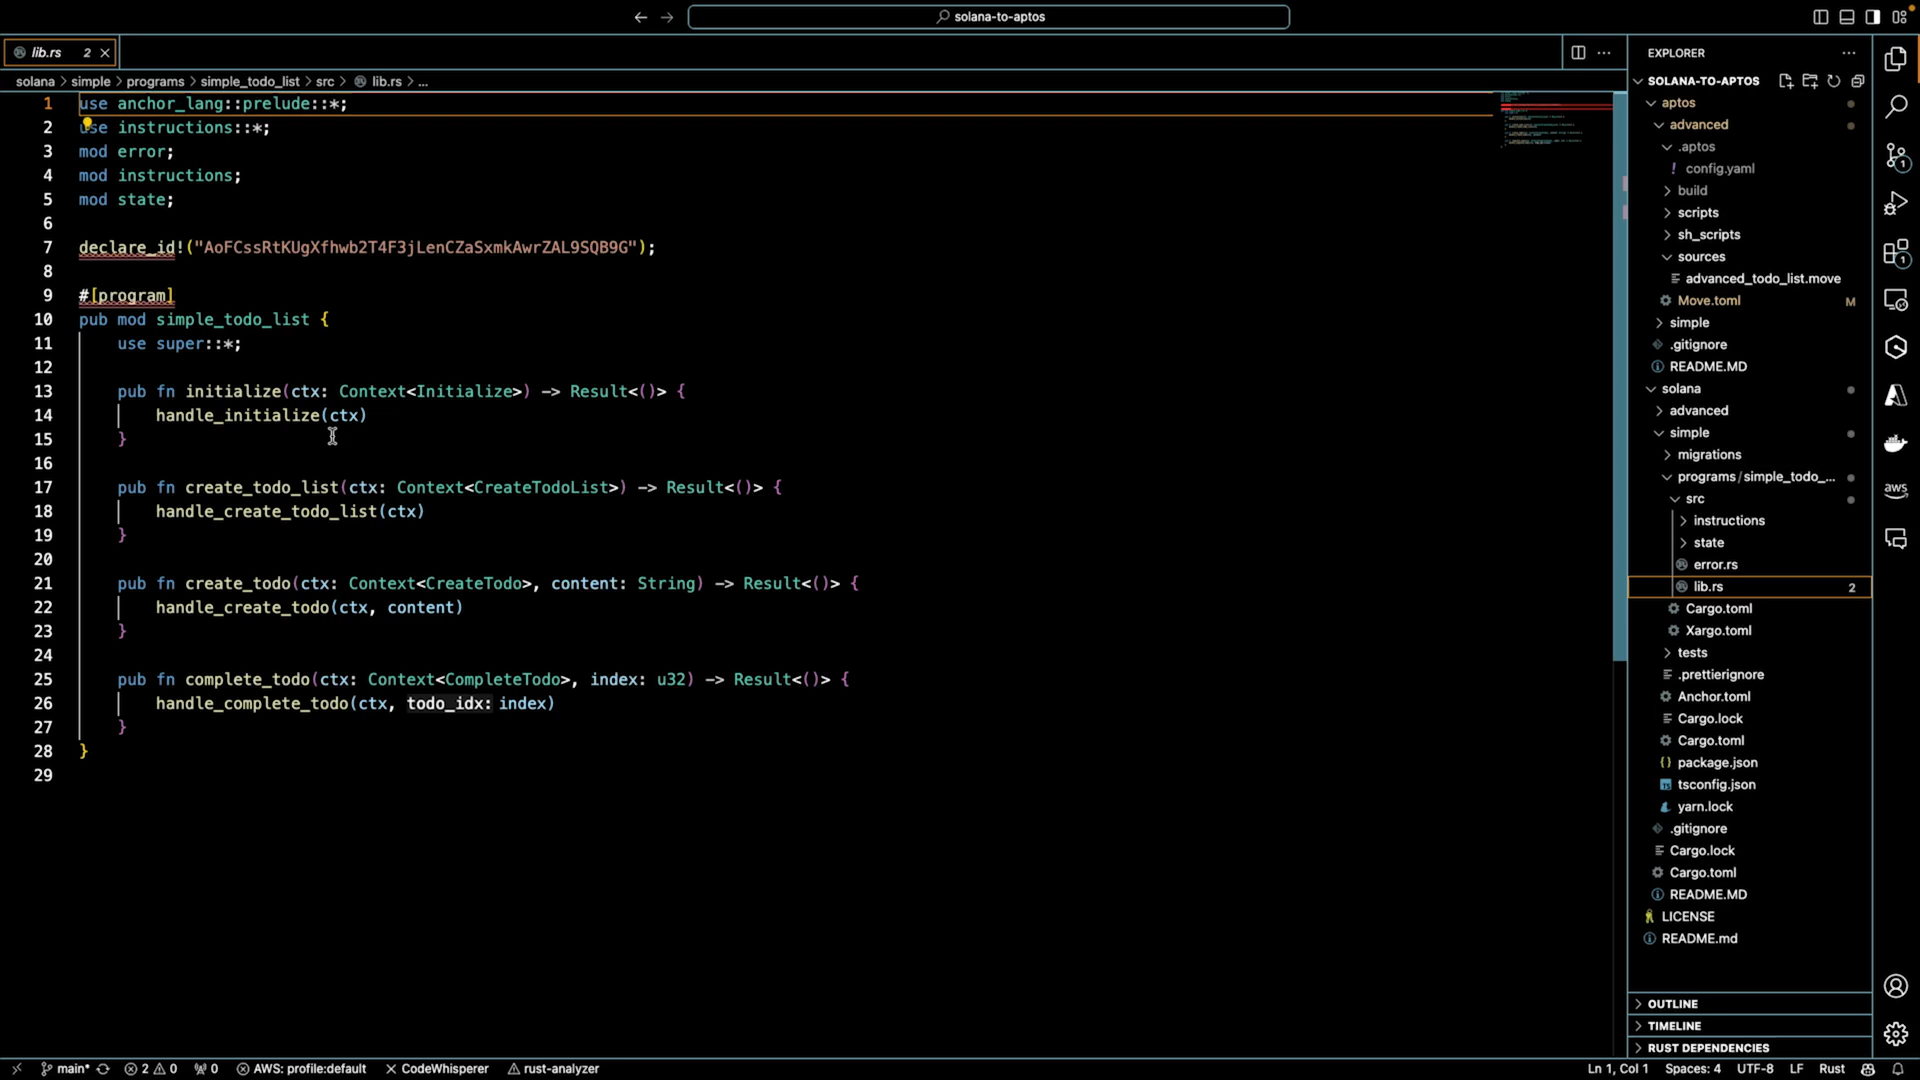 solana-to-aptos
lib.rs 2
solana > simple > programs > simple_todo_list > src > lib.rs > ...
1 use anchor_lang::prelude::*;
2 use instructions::*;
3 mod error;
4 mod instructions;
5 mod state;
6
7 declare_id!("AoFCssRtKUgXfhwb2T4F3jLenCZaSxmkAwrZAL9SQB9G");
8
9 #[program]
10 pub mod simple_todo_list {
11 use super::*;
12
13 pub fn initialize(ctx: Context<Initialize>) -> Result<()> {
14 handle_initialize(ctx)
15 }
16
17 pub fn create_todo_list(ctx: Context<CreateTodoList>) -> Result<()> {
18 handle_create_todo_list(ctx)
19 }
20
21 pub fn create_todo(ctx: Context<CreateTodo>, content: String) -> Result<()> {
22 handle_create_todo(ctx, content)
23 }
24
25 pub fn complete_todo(ctx: Context<CompleteTodo>, index: u32) -> Result<()> {
26 handle_complete_todo(ctx, todo_idx: index)
27 }
28 }
29
EXPLORER
SOLANA-TO-APTOS
aptos
advanced
.aptos
! config.yaml
build
scripts
sh_scripts
sources
advanced_todo_list.move
Move.toml M
simple
.gitignore
README.MD
solana
advanced
simple
migrations
programs/simple_todo_...
src
instructions
state
error.rs
lib.rs 2
Cargo.toml
Xargo.toml
tests
.prettierignore
Anchor.toml
Cargo.lock
Cargo.toml
package.json
tsconfig.json
yarn.lock
.gitignore
Cargo.lock
Cargo.toml
README.MD
LICENSE
README.md
OUTLINE
TIMELINE
RUST DEPENDENCIES
1
1
aws
main* 2 0 0 AWS: profile:default CodeWhisperer rust-analyzer
Ln 1, Col 1 Spaces: 4 UTF-8 LF Rust